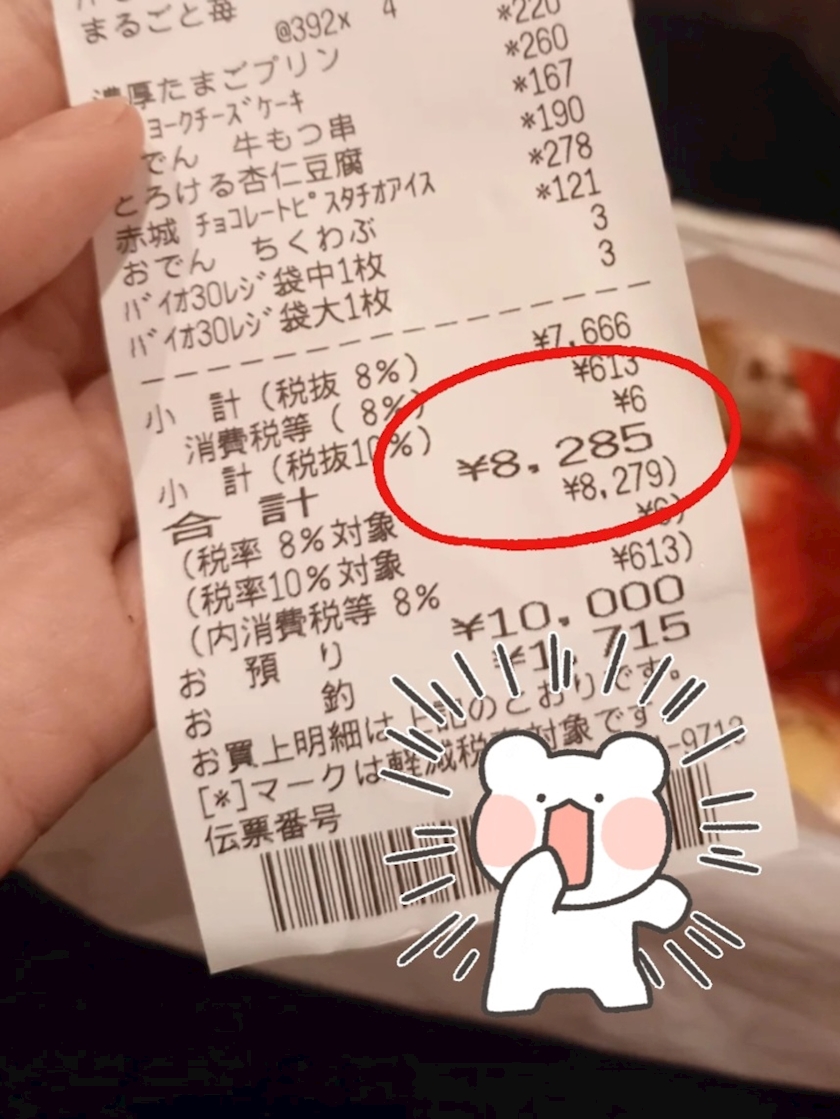 まるごと苺
@392x 4
*220
厚たまごプリン *260
ヨークチーズケーキ *167
でん 牛もつ串 *190
とろける杏仁豆腐 *278
赤城 チョコレートピスタチオアイス *121
おでん ちくわぶ
バイオ30レジ袋中1枚 3
バイオ30レジ袋大1枚 3
小 計(税抜 8%) ¥7,666
消費税等( 8%) ¥613
小 計(税抜10%) ¥6
合 計 ¥8,285
(税率 8%対象 ¥8,279)
(税率10%対象 ¥6)
(内消費税等 8% ¥613)
お 預 り ¥10,000
お 釣 ¥1,715
お買上明細は上記のとおりです。
[*]マークは軽減税 対象です
伝票番号 -9713